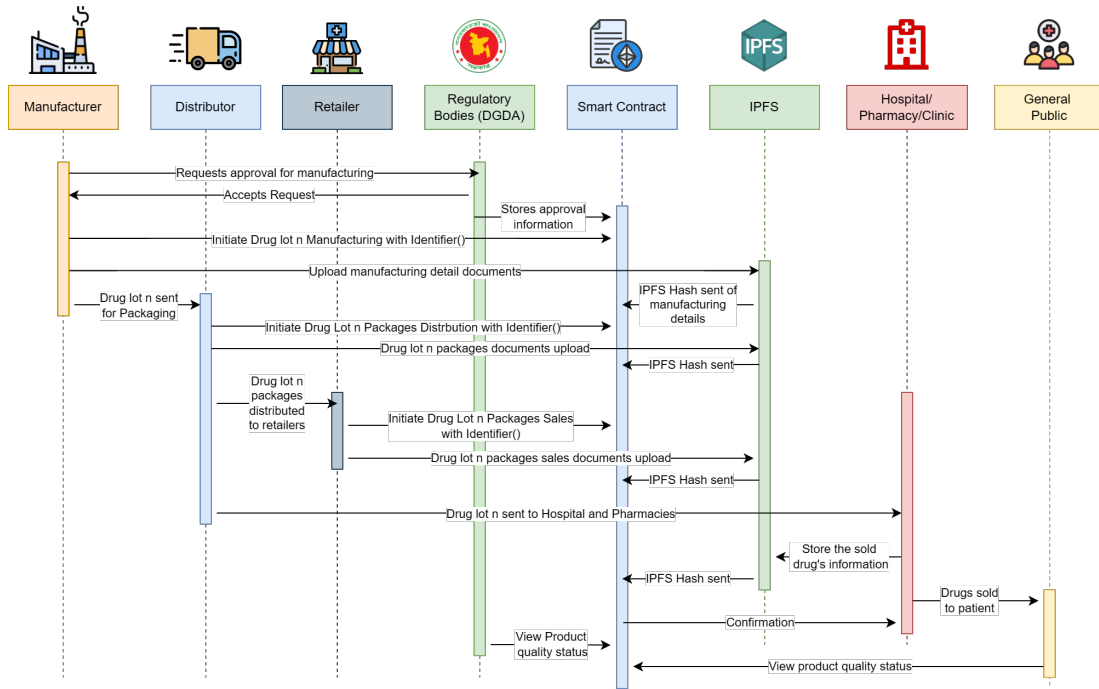 IPFS
Manufacturer
Distributor
Retailer
Regulatory
Bodies (DGDA)
Smart Contract
IPFS
Hospital/
Pharmacy/Clinic
General
Public
Requests approval for manufacturing
Accepts Request
Stores approval
information
Initiate Drug lot n Manufacturing with Identifier()
Upload manufacturing detail documents
Drug lot n sent
for Packaging
IPFS Hash sent of
manufacturing
details
Initiate Drug Lot n Packages Distrbution with Identifier()
Drug lot n packages documents upload
IPFS Hash sent
Drug lot n
packages
distributed
to retailers
Initiate Drug Lot n Packages Sales
with Identifier()
Drug lot n packages sales documents upload
IPFS Hash sent
Drug lot n sent to Hospital and Pharmacies
Store the sold
drug's information
IPFS Hash sent
Drugs sold
to patient
Confirmation
View Product
quality status
View product quality status